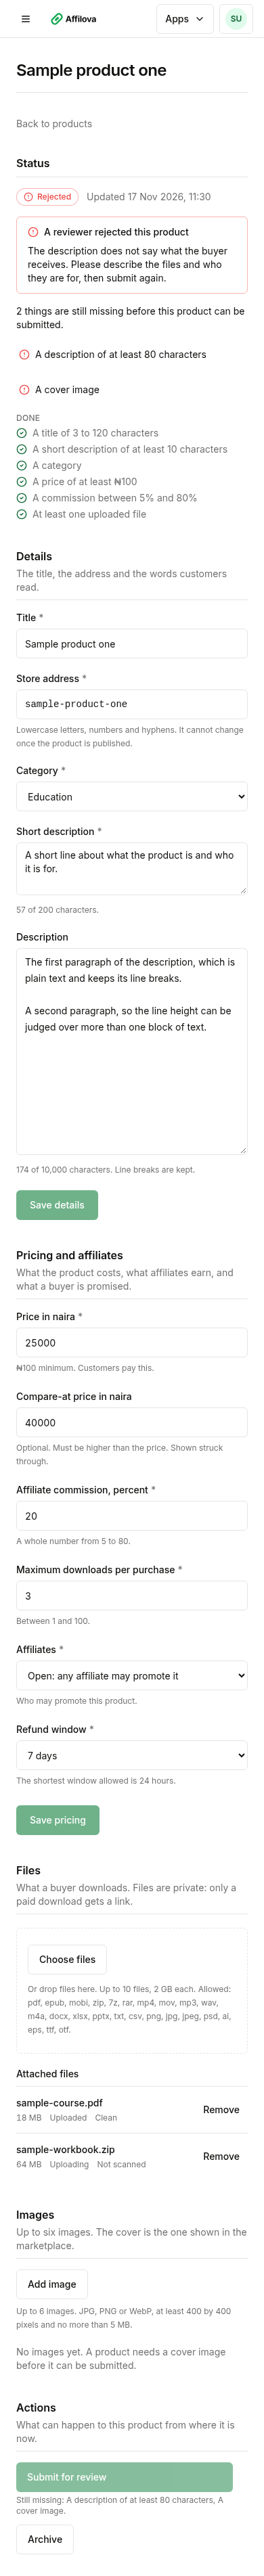 Affilova
Apps
SU
Sample product one
Back to products
Status
Rejected
Updated 17 Nov 2026, 11:30
A reviewer rejected this product
The description does not say what the buyer
receives. Please describe the files and who
they are for, then submit again.
2 things are still missing before this product can be
submitted.
A description of at least 80 characters
A cover image
DONE
A title of 3 to 120 characters
A short description of at least 10 characters
A category
A price of at least ₦100
A commission between 5% and 80%
At least one uploaded file
Details
The title, the address and the words customers
read.
Title *
Sample product one
Store address *
sample-product-one
Lowercase letters, numbers and hyphens. It cannot change
once the product is published.
Category *
Education
Short description *
A short line about what the product is and who
it is for.
57 of 200 characters.
Description
The first paragraph of the description, which is
plain text and keeps its line breaks.
A second paragraph, so the line height can be
judged over more than one block of text.
174 of 10,000 characters. Line breaks are kept.
Save details
Pricing and affiliates
What the product costs, what affiliates earn, and
what a buyer is promised.
Price in naira *
25000
₦100 minimum. Customers pay this.
Compare-at price in naira
40000
Optional. Must be higher than the price. Shown struck
through.
Affiliate commission, percent *
20
A whole number from 5 to 80.
Maximum downloads per purchase *
3
Between 1 and 100.
Affiliates *
Open: any affiliate may promote it
Who may promote this product.
Refund window *
7 days
The shortest window allowed is 24 hours.
Save pricing
Files
What a buyer downloads. Files are private: only a
paid download gets a link.
Choose files
Or drop files here. Up to 10 files, 2 GB each. Allowed:
pdf, epub, mobi, zip, 7z, rar, mp4, mov, mp3, wav,
m4a, docx, xlsx, pptx, txt, csv, png, jpg, jpeg, psd, ai,
eps, ttf, otf.
Attached files
sample-course.pdf
18 MB Uploaded Clean
Remove
sample-workbook.zip
64 MB Uploading Not scanned
Remove
Images
Up to six images. The cover is the one shown in the
marketplace.
Add image
Up to 6 images. JPG, PNG or WebP, at least 400 by 400
pixels and no more than 5 MB.
No images yet. A product needs a cover image
before it can be submitted.
Actions
What can happen to this product from where it is
now.
Submit for review
Still missing: A description of at least 80 characters, A
cover image.
Archive